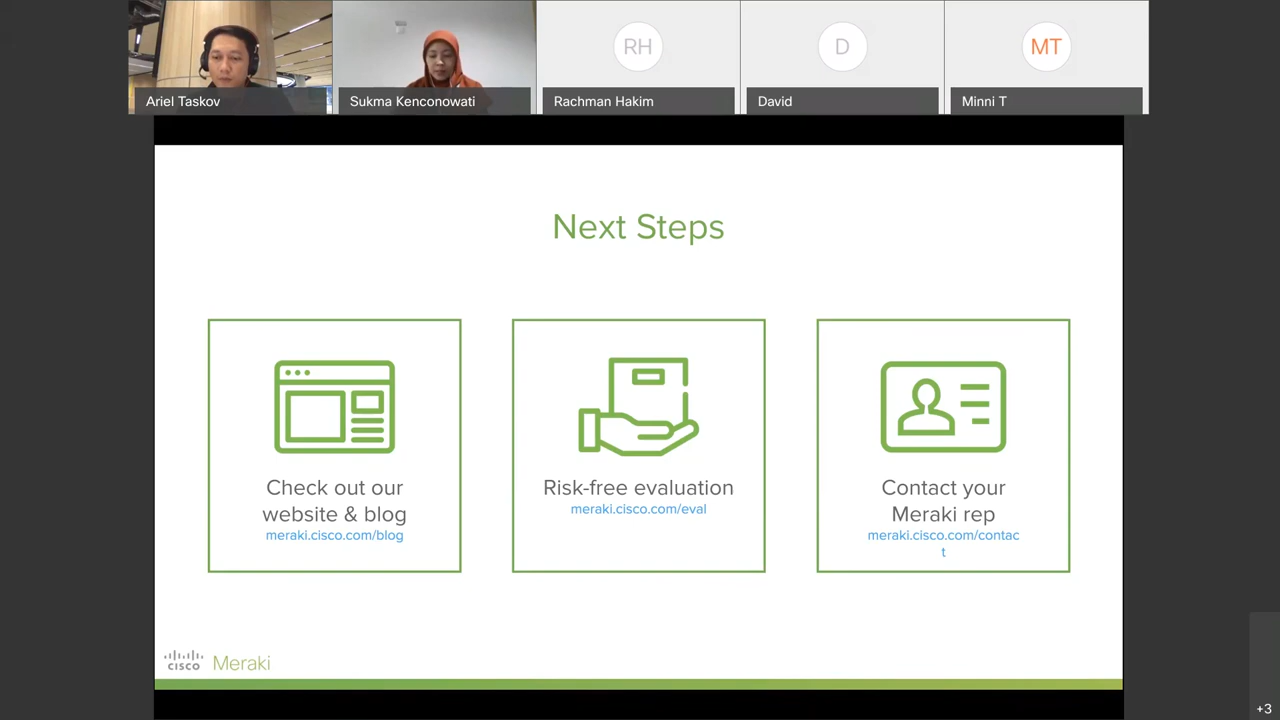 RH
D
MT
Ariel Taskov
Sukma Kenconowati
Rachman Hakim
David
Minni T
Next Steps
Check out our
website & blog
meraki.cisco.com/blog
Risk-free evaluation
meraki.cisco.com/eval
Contact your
Meraki rep
meraki.cisco.com/contac
t
cisco Meraki
+3